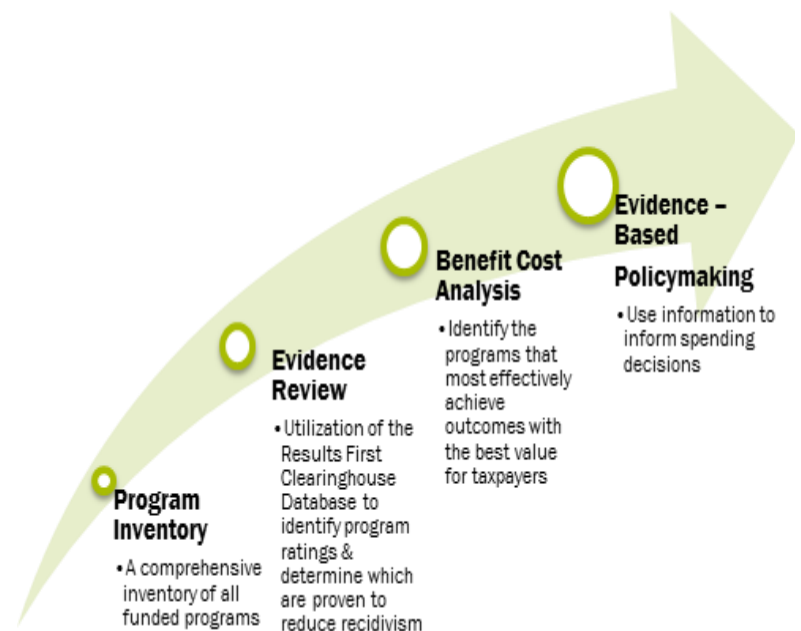 Program
Inventory
•A comprehensive
inventory of all
funded programs
Evidence
Review
•Utilization of the
Results First
Clearinghouse
Database to
identify program
ratings &
determine which
are proven to
reduce recidivism
Benefit Cost
Analysis
•Identify the
programs that
most effectively
achieve
outcomes with
the best value
for taxpayers
Evidence –
Based
Policymaking
•Use information to
inform spending
decisions